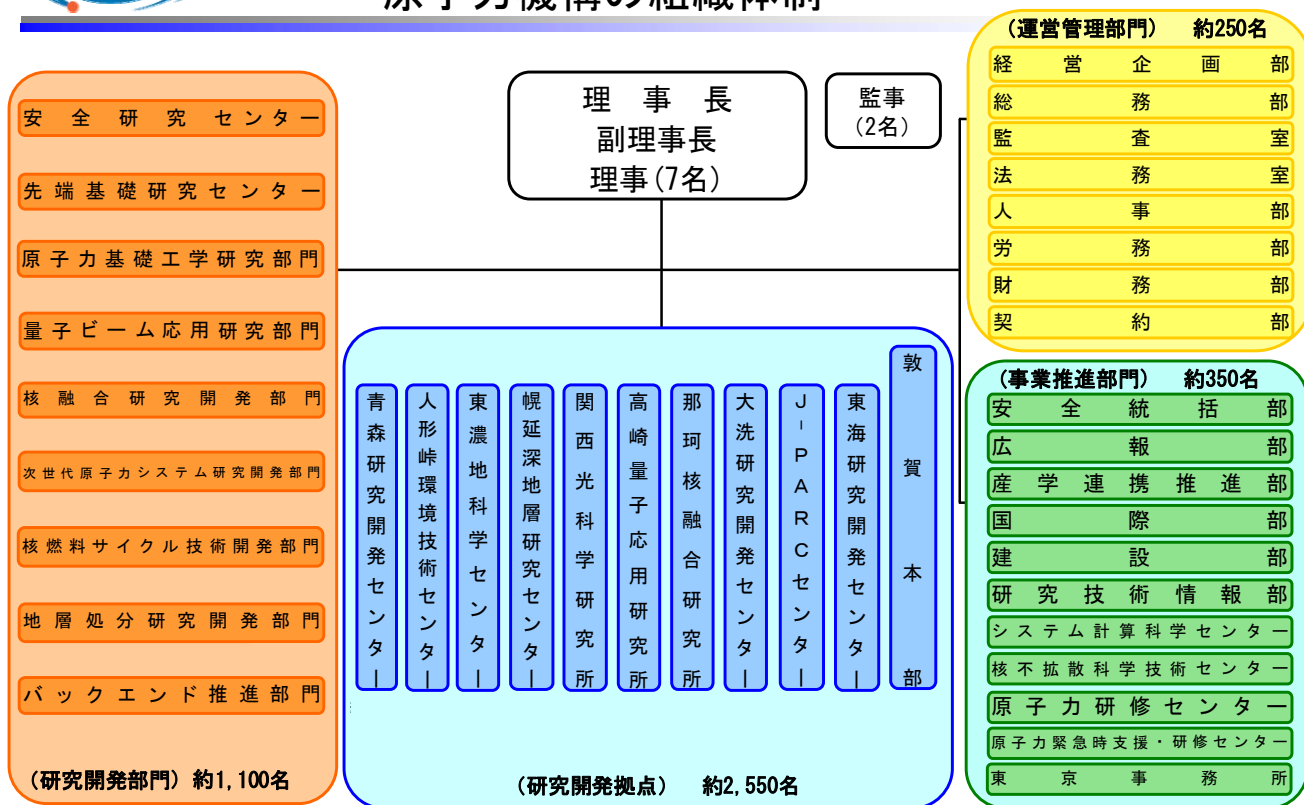 原子力機構の組織体制
理事長
副理事長
理事(7名)
監事
(2名)
安全研究センター
先端基礎研究センター
原子力基礎工学研究部門
量子ビーム応用研究部門
核融合研究開発部門
次世代原子力システム研究開発部門
核燃料サイクル技術開発部門
地層処分研究開発部門
バックエンド推進部門
(研究開発部門) 約1,100名
青森研究開発センター
人形峠環境技術センター
東濃地科学センター
幌延深地層研究センター
関西光科学研究所
高崎量子応用研究所
那珂核融合研究所
大洗研究開発センター
J-PARCセンター
東海研究開発センター
敦賀本部
(研究開発拠点) 約2,550名
(運営管理部門) 約250名
経営企画部
総務部
監査室
法務室
人事部
労務部
財務部
契約部
(事業推進部門) 約350名
安全統括部
広報部
産学連携推進部
国際部
建設部
研究技術情報部
システム計算科学センター
核不拡散科学技術センター
原子力研修センター
原子力緊急時支援・研修センター
東京事務所